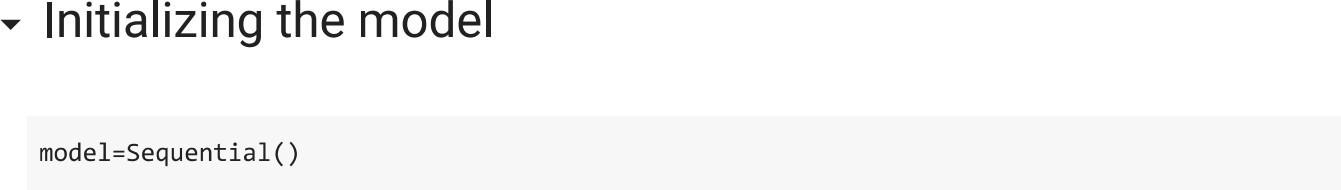 Initializing the model
model=Sequential()